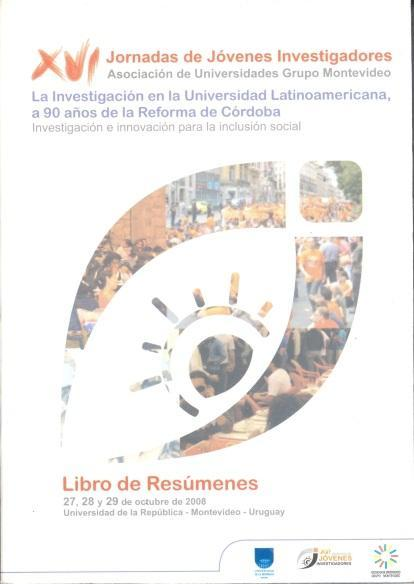 XVI Jornadas de Jóvenes Investigadores
Asociación de Universidades Grupo Montevideo
La Investigación en la Universidad Latinoamericana,
a 90 años de la Reforma de Córdoba
Investigación e innovación para la inclusión social
Libro de Resúmenes
27, 28 y 29 de octubre de 2008
Universidad de la República - Montevideo - Uruguay
XVI
JÓVENES
INVESTIGADORES